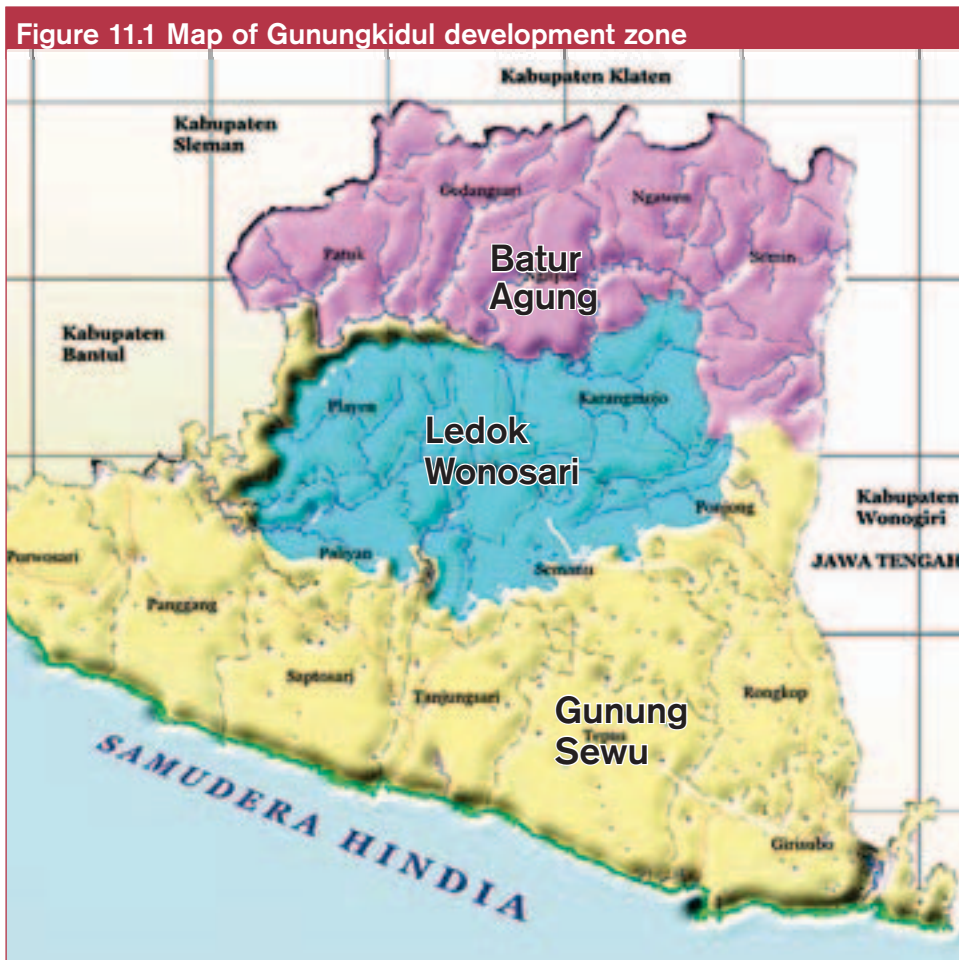 Figure 11.1 Map of Gunungkidul development zone
Kabupaten Klaten
Kabupaten
Sleman
Gedangsari
Ngawen
Patuk
Semin
Batur
Agung
Kabupaten
Bantul
Playen
Karangmojo
Ledok
Wonosari
Ponjong
Kabupaten
Wonogiri
Purwosari
Paliyan
Semanu
JAWA TENGAH
Panggang
Saptosari
Tanjungsari
Rongkop
Gunung
Tepus
Sewu
Girisubo
SAMUDERA HINDIA